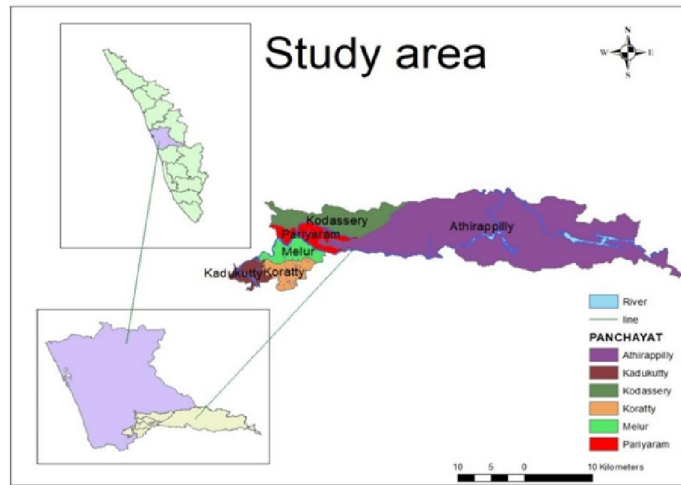 Study area
N
W E
S
Kodassery
Pariyaram
Athirappilly
Melur
Kadukutty
Koratty
River
line
PANCHAYAT
Athirappilly
Kadukutty
Kodassery
Koratty
Melur
Pariyaram
10 5 0 10 Kilometers